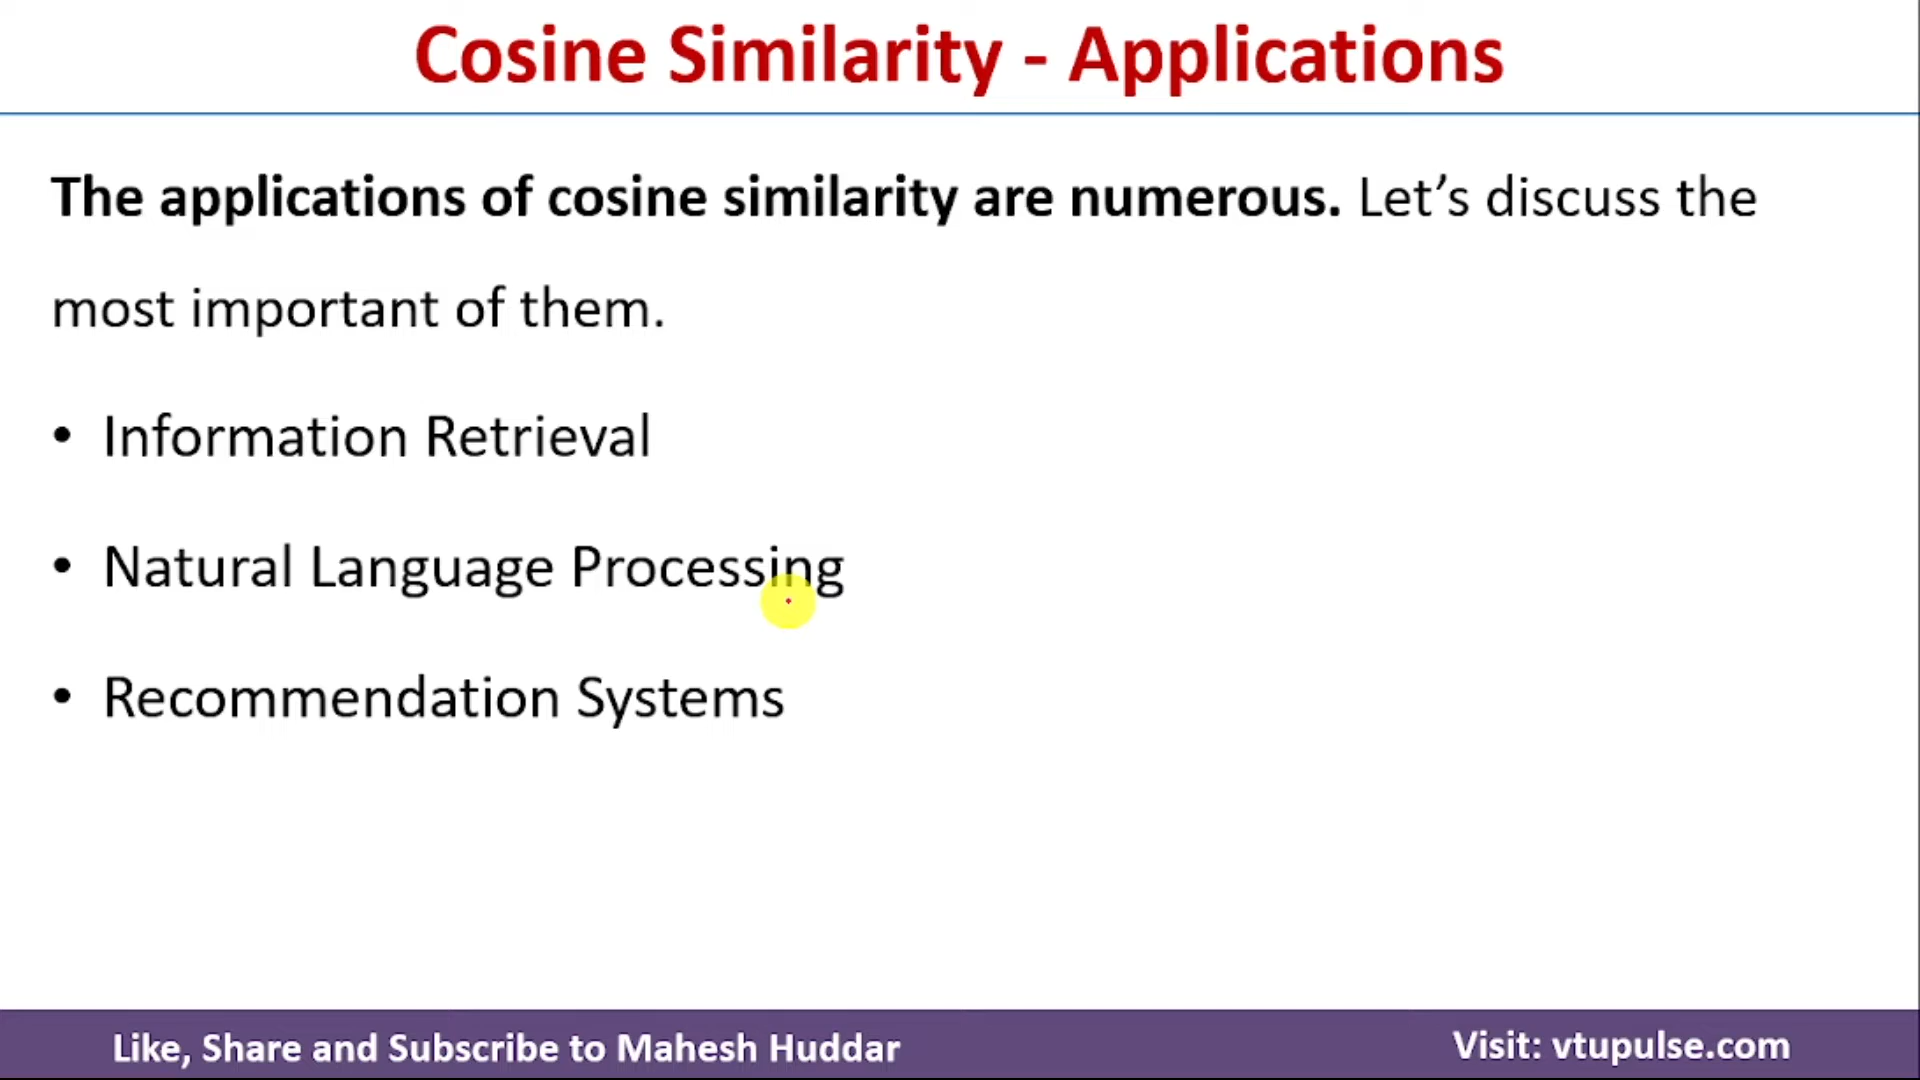 Cosine Similarity - Applications
The applications of cosine similarity are numerous. Let’s discuss the
most important of them.
• Information Retrieval
• Natural Language Processing
• Recommendation Systems
Like, Share and Subscribe to Mahesh Huddar
Visit: vtupulse.com